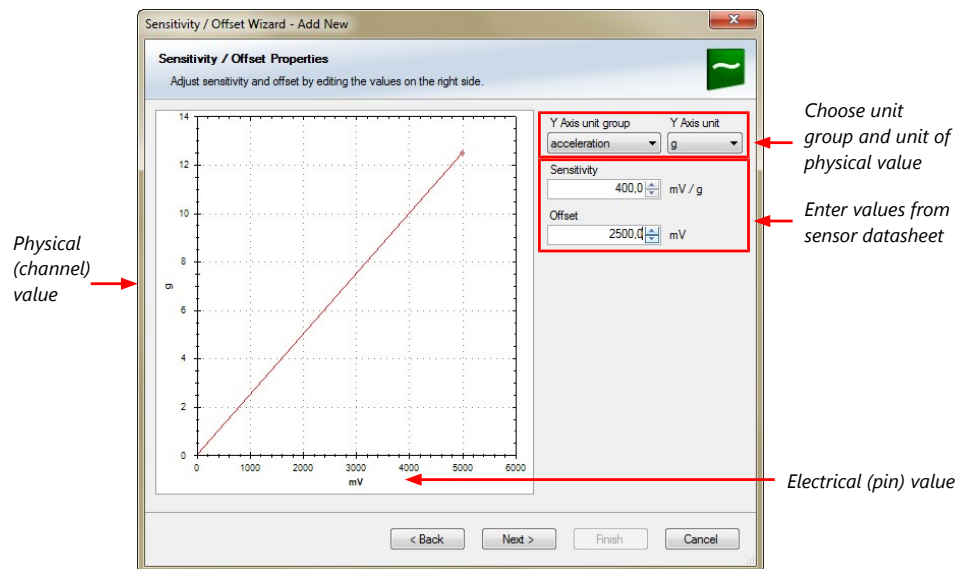 Sensitivity / Offset Wizard - Add New
Sensitivity / Offset Properties
Adjust sensitivity and offset by editing the values on the right side.
14
12
10
8
6
4
2
0
g
0 1000 2000 3000 4000 5000 6000
mV
Y Axis unit group Y Axis unit
acceleration g
Sensitivity
400,0 mV / g
Offset
2500,0 mV
Choose unit
group and unit of
physical value
Enter values from
sensor datasheet
Physical
(channel)
value
Electrical (pin) value
< Back Next > Finish Cancel